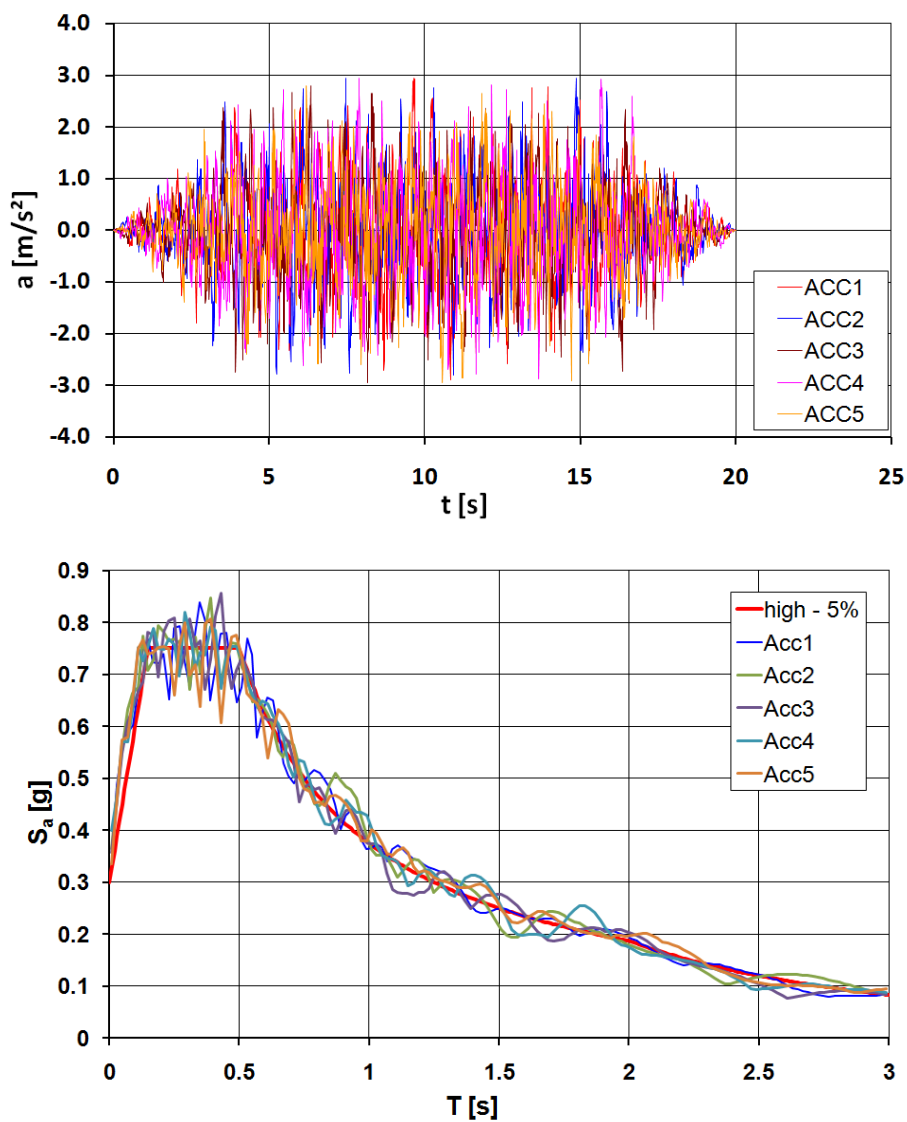 4.0
3.0
2.0
1.0
0.0
-1.0
-2.0
-3.0
-4.0
a [m/s²]
ACC1
ACC2
ACC3
ACC4
ACC5
0 5 10 15 20 25
t [s]
0.9
0.8
0.7
0.6
0.5
0.4
0.3
0.2
0.1
0
Sₐ [g]
high - 5%
Acc1
Acc2
Acc3
Acc4
Acc5
0 0.5 1 1.5 2 2.5 3
T [s]